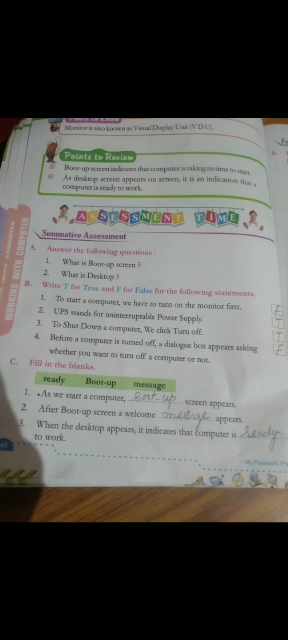 Monitor is also known as Visual Display Unit (V D U).
Points to Review
Boot-up screen indicates that computer is taking its time to start.
As desktop screen appears on screen, it is an indication that a
computer is ready to work.
ASSESSMENT TIME
Summative Assessment
A. Answer the following questions :
1. What is Boot-up screen ?
2. What is Desktop ?
B. Write T for True and F for False for the following statements.
1. To start a computer, we have to turn on the monitor first.
2. UPS stands for uninterruptable Power Supply.
3. To Shut Down a computer, We click Turn off.
4. Before a computer is turned off, a dialogue box appears asking
whether you want to turn off a computer or not.
C. Fill in the blanks.
ready Boot-up message
1. As we start a computer, Boot-up screen appears.
2. After Boot-up screen a welcome message appears.
3. When the desktop appears, it indicates that computer is ready
to work.
WORKING WITH COMPUTER
My Password